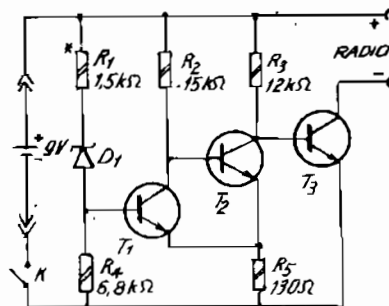 +
RADIO
-
* R1
1,5kΩ
R2
15kΩ
R3
12kΩ
+
9V
D1
T1
T2
T3
K
R4
6,8kΩ
R5
130Ω